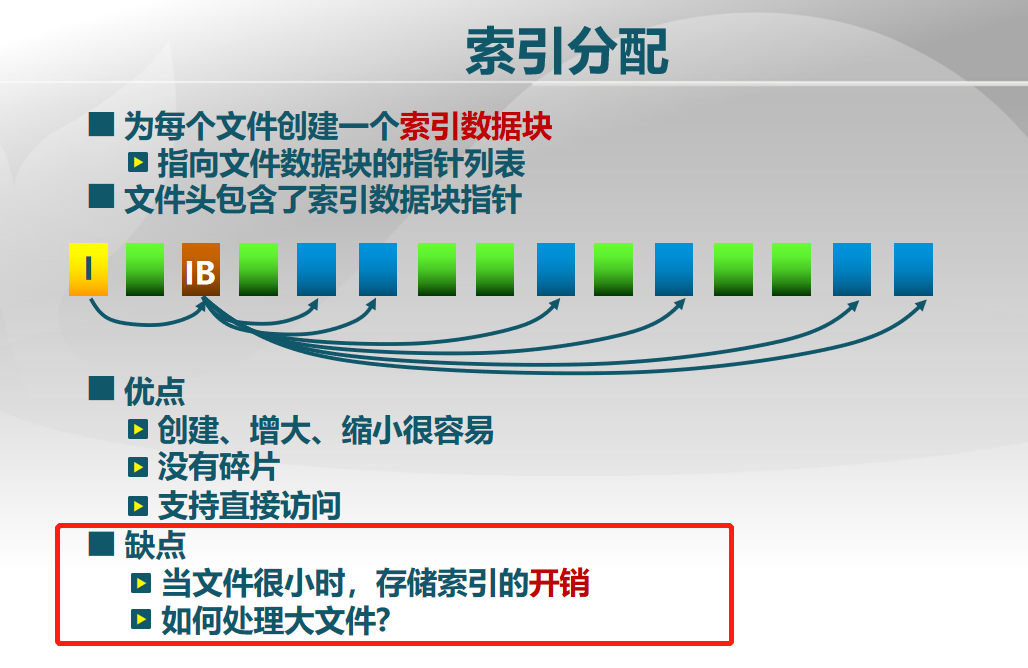 索引分配
为每个文件创建一个索引数据块
指向文件数据块的指针列表
文件头包含了索引数据块指针
I
IB
优点
创建、增大、缩小很容易
没有碎片
支持直接访问
缺点
当文件很小时，存储索引的开销
如何处理大文件?